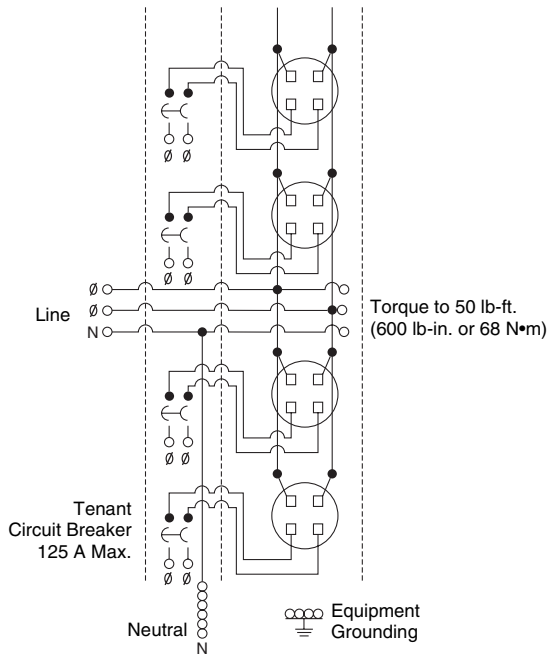 Ø Ø
Ø Ø
Ø
Line Ø
N
Torque to 50 lb-ft.
(600 lb-in. or 68 N•m)
Ø Ø
Tenant
Circuit Breaker
125 A Max.
Ø Ø
Neutral
N
Equipment
Grounding